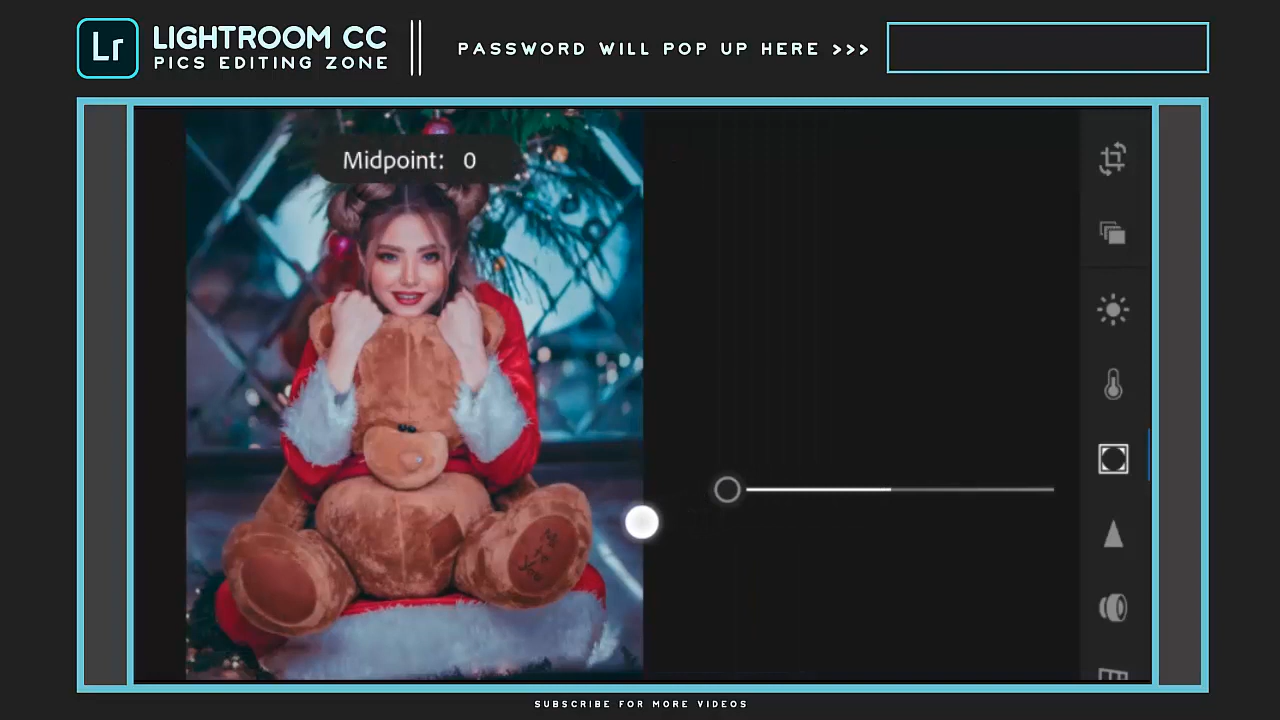 Lr
LIGHTROOM CC
PICS EDITING ZONE
PASSWORD WILL POP UP HERE >>>
Midpoint: 0
SUBSCRIBE FOR MORE VIDEOS